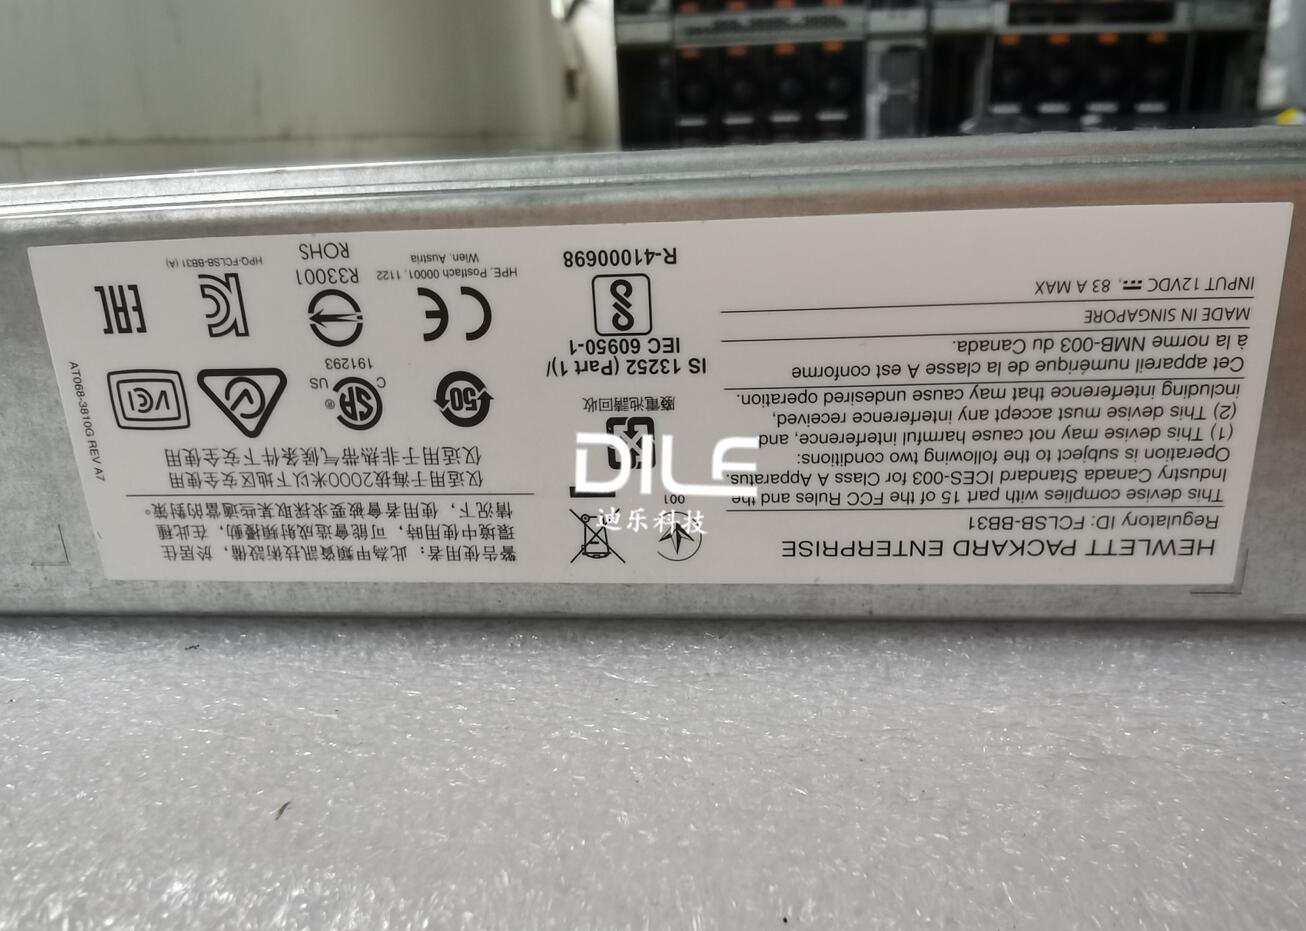 HEWLETT PACKARD ENTERPRISE
Regulatory ID: FCLSB-BB31
This devise complies with part 15 of the FCC Rules and the
Industry Canada Standard ICES-003 for Class A Apparatus.
Operation is subject to the following two conditions:
(1) This devise may not cause harmful interference, and
(2) This devise must accept any interference received,
including interference that may cause undesired operation.
Cet appareil numérique de la classe A est conforme
à la norme NMB-003 du Canada.
MADE IN SINGAPORE
INPUT 12VDC ⎓, 83 A MAX
001
廢電池請回收
IS 13252 (Part 1)/
IEC 60950-1
R-41000698
警告使用者：此為甲類資訊技術設備，於居住
環境中使用時，可能會造成射頻擾動，在此種
情況下，使用者會被要求採取某些適當的對策。
仅适用于海拔2000米以下地区安全使用
仅适用于非热带气候条件下安全使用
50
C
US
®
191293
VCI
CE
HPE, Postfach 00001, 1122
Wien, Austria
R33001
ROHS
HPQ-FCLSB-BB31 (A)
EAC
AT068-3810G REV A7
DILE
迪乐科技